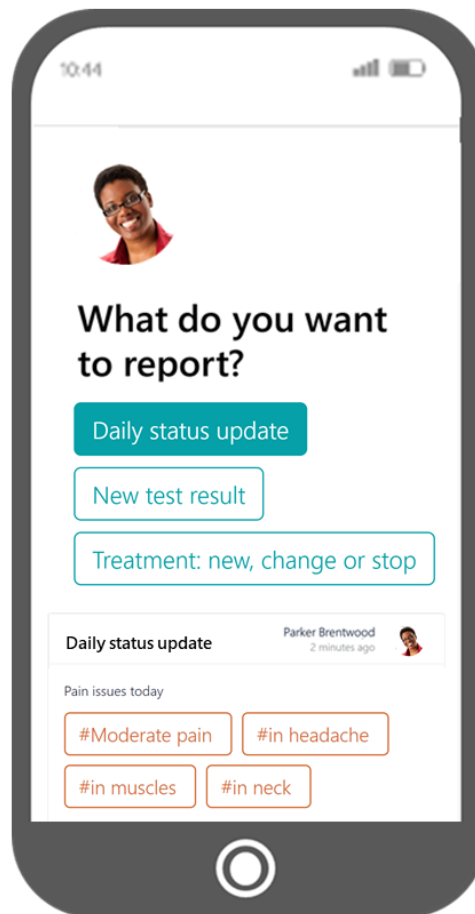 10:44
What do you want
to report?
Daily status update
New test result
Treatment: new, change or stop
Daily status update
Parker Brentwood
2 minutes ago
Pain issues today
#Moderate pain #in headache
#in muscles #in neck